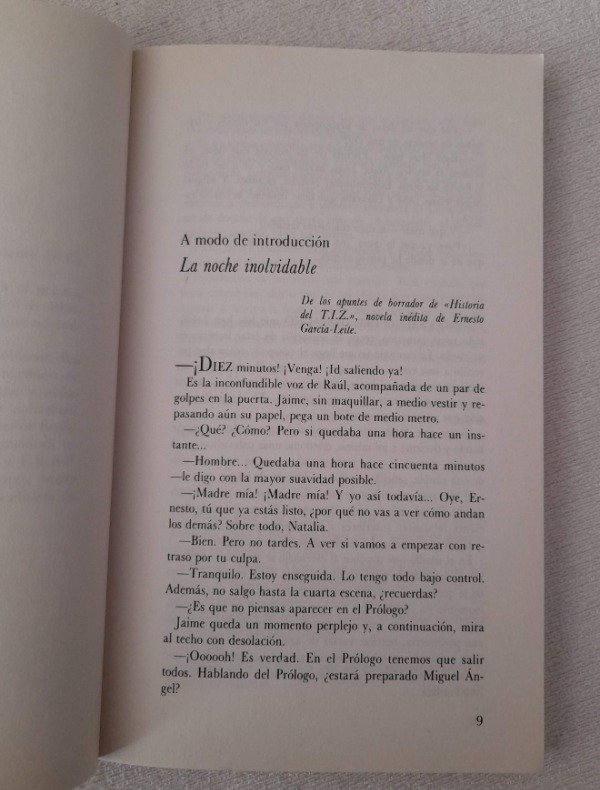 A modo de introducción
La noche inolvidable
De los apuntes de borrador de «Historia
del T.I.Z.», novela inédita de Ernesto
García-Leite.
—¡DIEZ minutos! ¡Venga! ¡Id saliendo ya!
Es la inconfundible voz de Raúl, acompañada de un par de
golpes en la puerta. Jaime, sin maquillar, a medio vestir y re-
pasando aún su papel, pega un bote de medio metro.
—¿Qué? ¿Cómo? Pero si quedaba una hora hace un ins-
tante...
—Hombre... Quedaba una hora hace cincuenta minutos
—le digo con la mayor suavidad posible.
—¡Madre mía! ¡Madre mía! Y yo así todavía... Oye, Er-
nesto, tú que ya estás listo, ¿por qué no vas a ver cómo andan
los demás? Sobre todo, Natalia.
—Bien. Pero no tardes. A ver si vamos a empezar con re-
traso por tu culpa.
—Tranquilo. Estoy enseguida. Lo tengo todo bajo control.
Además, no salgo hasta la cuarta escena, ¿recuerdas?
—¿Es que no piensas aparecer en el Prólogo?
Jaime queda un momento perplejo y, a continuación, mira
al techo con desolación.
—¡Oooooh! Es verdad. En el Prólogo tenemos que salir
todos. Hablando del Prólogo, ¿estará preparado Miguel Án-
gel?
9